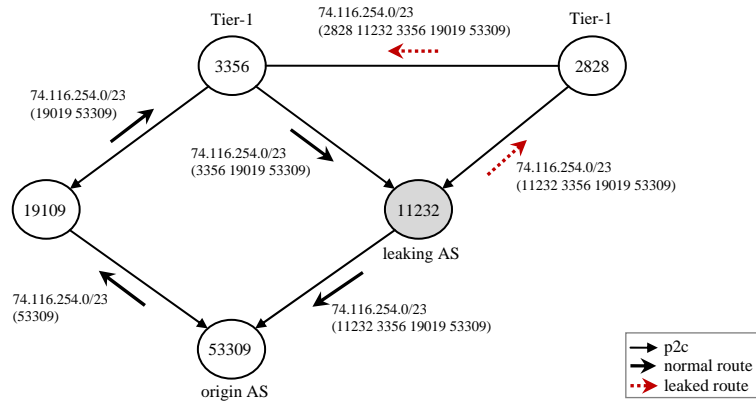 74.116.254.0/23
(2828 11232 3356 19019 53309)
Tier-1
Tier-1
3356
2828
74.116.254.0/23
(19019 53309)
74.116.254.0/23
(3356 19019 53309)
74.116.254.0/23
(11232 3356 19019 53309)
19109
11232
leaking AS
74.116.254.0/23
(53309)
74.116.254.0/23
(11232 3356 19019 53309)
53309
origin AS
p2c
normal route
leaked route